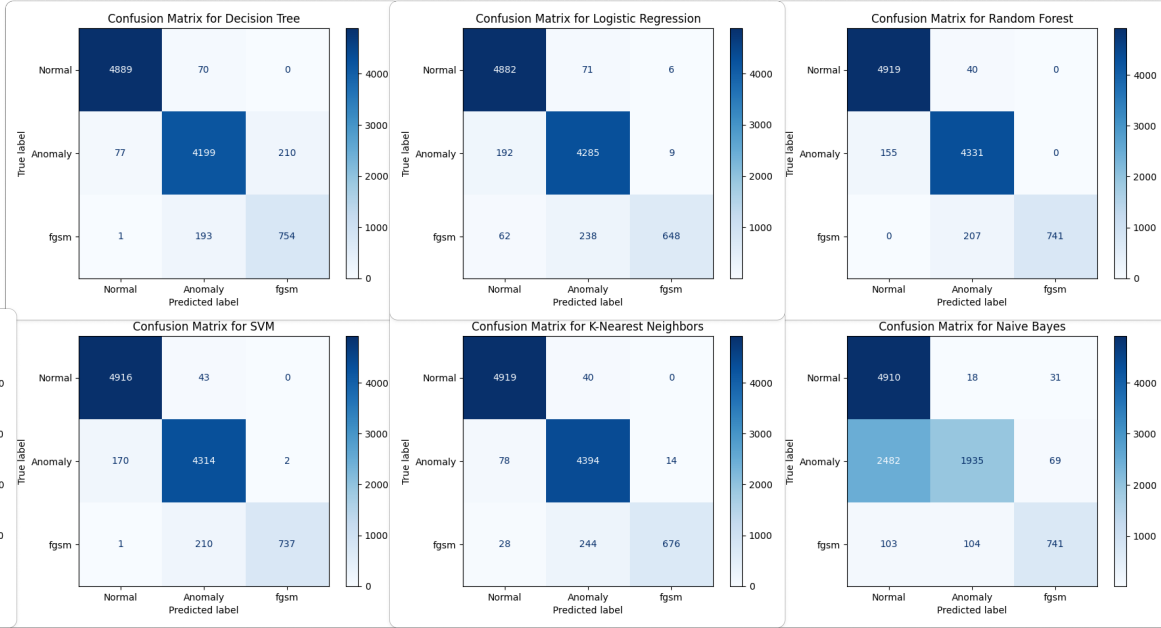 Confusion Matrix for Decision Tree
True label
Normal 4889 70 0
Anomaly 77 4199 210
fgsm 1 193 754
Normal Anomaly fgsm
Predicted label
4000
3000
2000
1000
0
Confusion Matrix for Logistic Regression
True label
Normal 4882 71 6
Anomaly 192 4285 9
fgsm 62 238 648
Normal Anomaly fgsm
Predicted label
4000
3000
2000
1000
Confusion Matrix for Random Forest
True label
Normal 4919 40 0
Anomaly 155 4331 0
fgsm 0 207 741
Normal Anomaly fgsm
Predicted label
4000
3000
2000
1000
0
0
Confusion Matrix for SVM
True label
Normal 4916 43 0
Anomaly 170 4314 2
fgsm 1 210 737
Normal Anomaly fgsm
Predicted label
4000
3000
2000
1000
0
Confusion Matrix for K-Nearest Neighbors
True label
Normal 4919 40 0
Anomaly 78 4394 14
fgsm 28 244 676
Normal Anomaly fgsm
Predicted label
4000
3000
2000
1000
0
Confusion Matrix for Naive Bayes
True label
Normal 4910 18 31
Anomaly 2482 1935 69
fgsm 103 104 741
Normal Anomaly fgsm
Predicted label
4000
3000
2000
1000